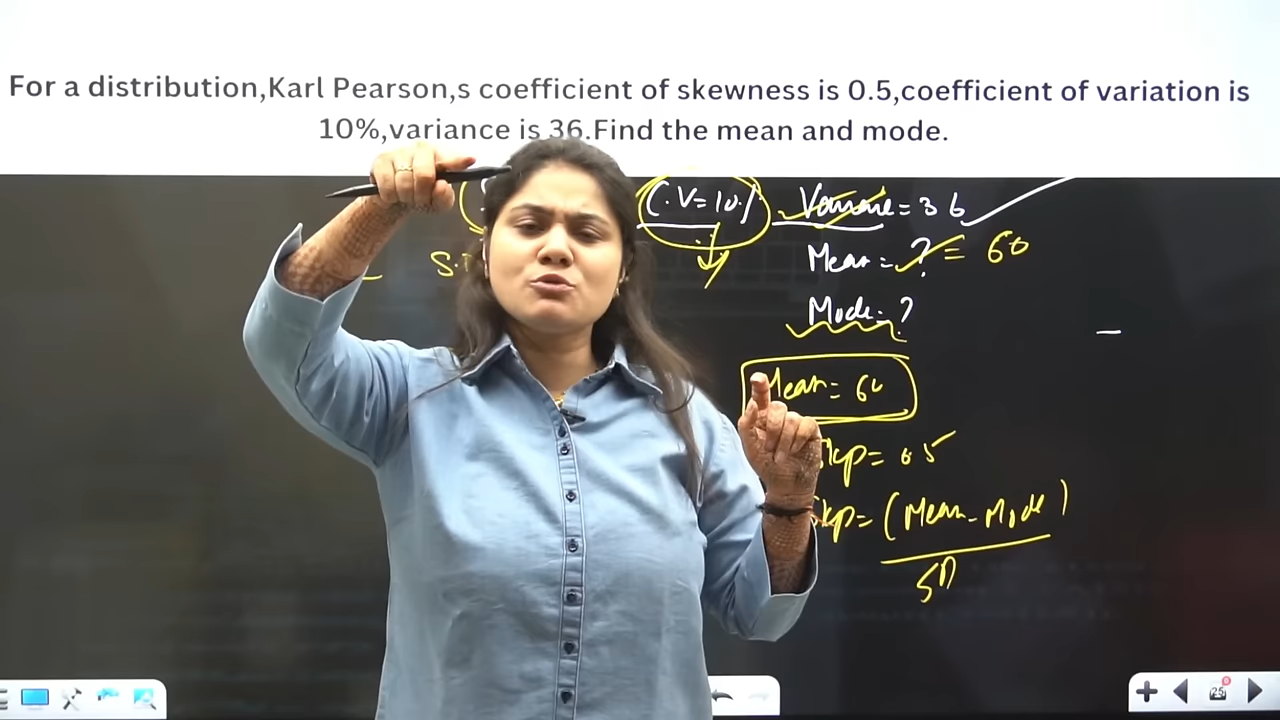 For a distribution,Karl Pearson,s coefficient of skewness is 0.5,coefficient of variation is
10%,variance is 36.Find the mean and mode.
C.V=10% Variance = 36
S.D Mean = ? = 60
Mode = ?
Mean = 60
Skp = 0.5
Skp = (Mean - Mode)
SD
25
6